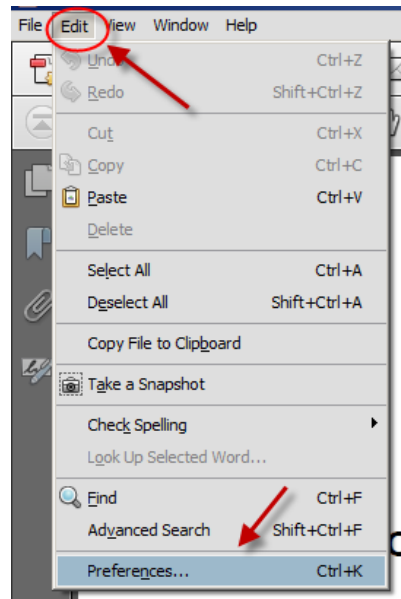 File Edit View Window Help
Undo Ctrl+Z
Redo Shift+Ctrl+Z
Cut Ctrl+X
Copy Ctrl+C
Paste Ctrl+V
Delete
Select All Ctrl+A
Deselect All Shift+Ctrl+A
Copy File to Clipboard
Take a Snapshot
Check Spelling
Look Up Selected Word...
Find Ctrl+F
Advanced Search Shift+Ctrl+F
Preferences... Ctrl+K